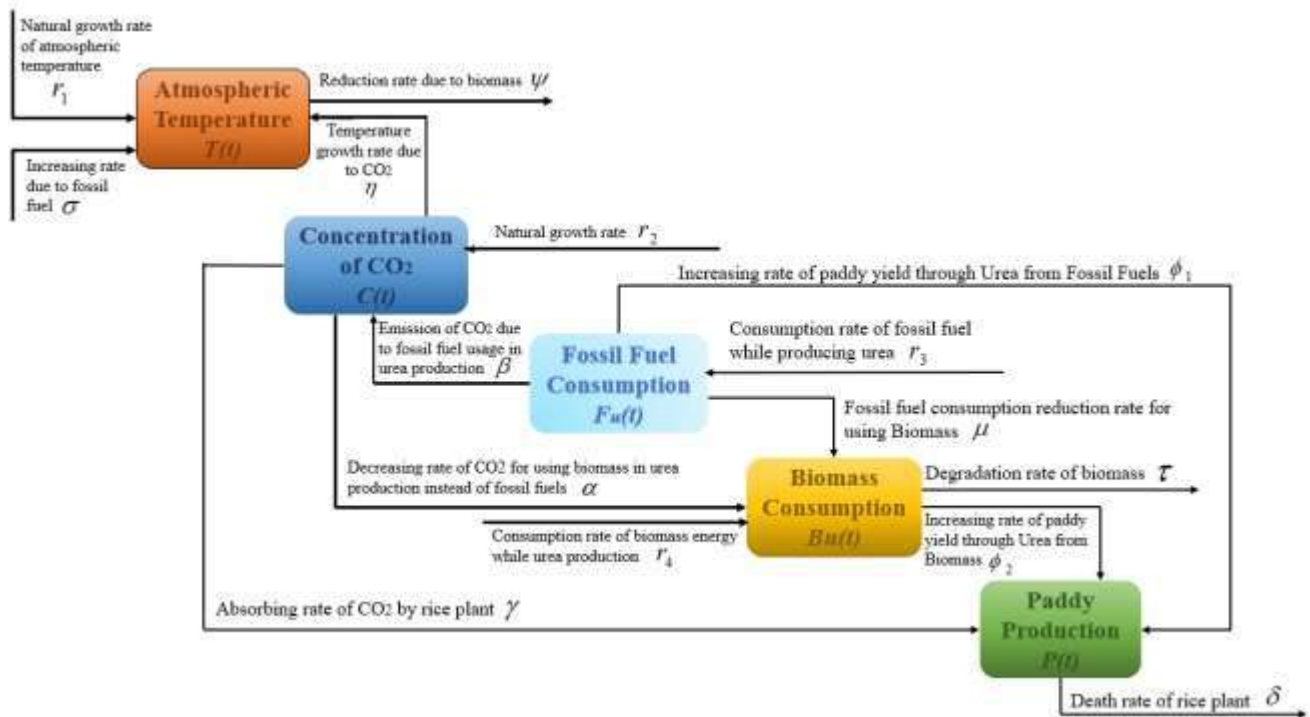 Natural growth rate
of atmospheric
temperature
r₁
Atmospheric
Temperature
T(t)
Reduction rate due to biomass ψ
Increasing rate
due to fossil
fuel σ
Temperature
growth rate due
to CO₂
η
Concentration
of CO₂
C(t)
Natural growth rate r₂
Increasing rate of paddy yield through Urea from Fossil Fuels ϕ₁
Emission of CO₂ due
to fossil fuel usage in
urea production β
Fossil Fuel
Consumption
Fu(t)
Consumption rate of fossil fuel
while producing urea r₃
Fossil fuel consumption reduction rate for
using Biomass μ
Decreasing rate of CO2 for using biomass in urea
production instead of fossil fuels α
Biomass
Consumption
Bu(t)
Degradation rate of biomass τ
Consumption rate of biomass energy
while urea production r₄
Increasing rate of paddy
yield through Urea from
Biomass ϕ₂
Absorbing rate of CO₂ by rice plant γ
Paddy
Production
P(t)
Death rate of rice plant δ